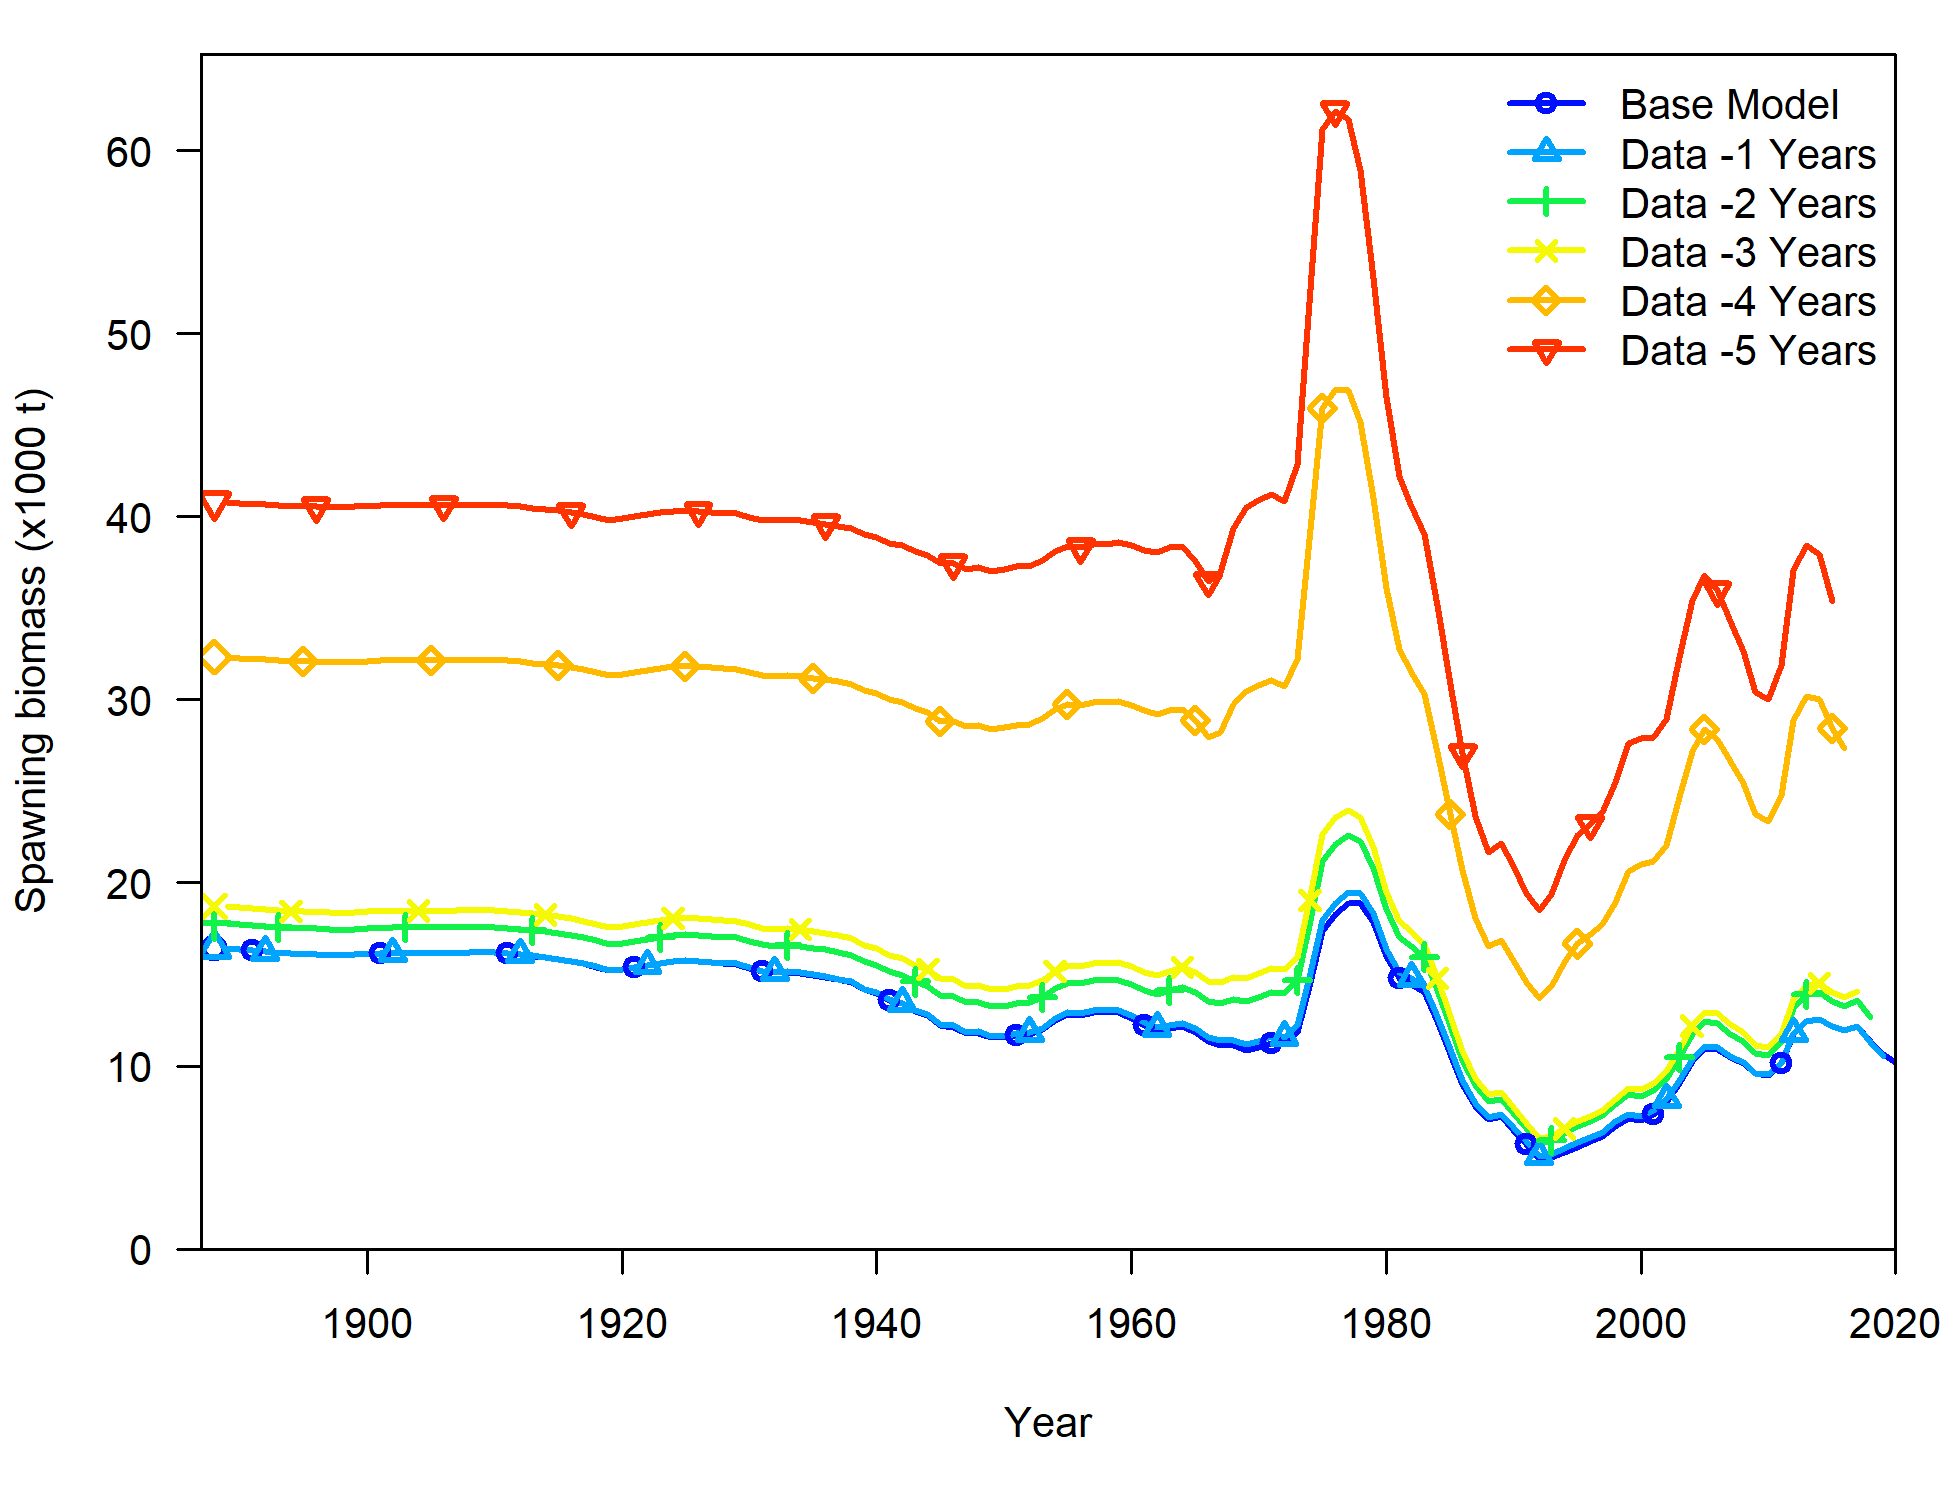 Base Model
Data -1 Years
Data -2 Years
Data -3 Years
Data -4 Years
Data -5 Years
Spawning biomass (x1000 t)
60
50
40
30
20
10
0
1900 1920 1940 1960 1980 2000 2020
Year